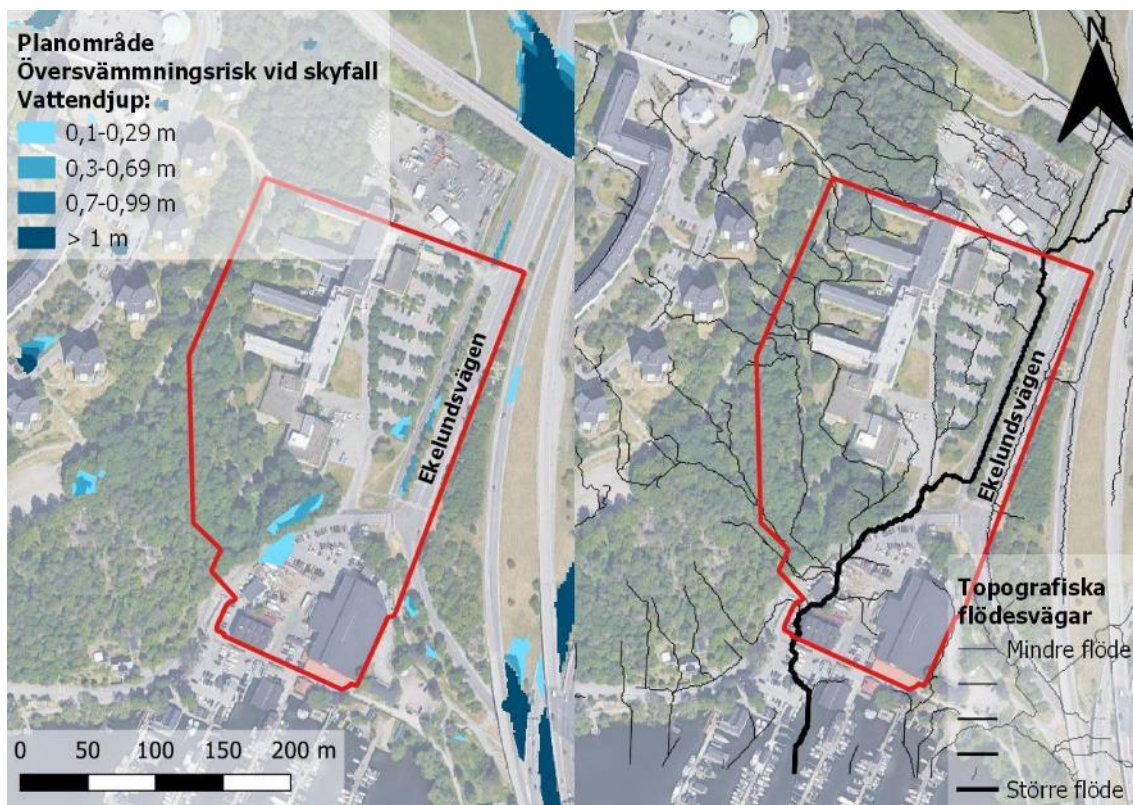 Planområde
Översvämmningsrisk vid skyfall
Vattendjup:
0,1-0,29 m
0,3-0,69 m
0,7-0,99 m
> 1 m
Ekelundsvägen
0 50 100 150 200 m
N
Ekelundsvägen
Topografiska
flödesvägar
Mindre flöde
Större flöde